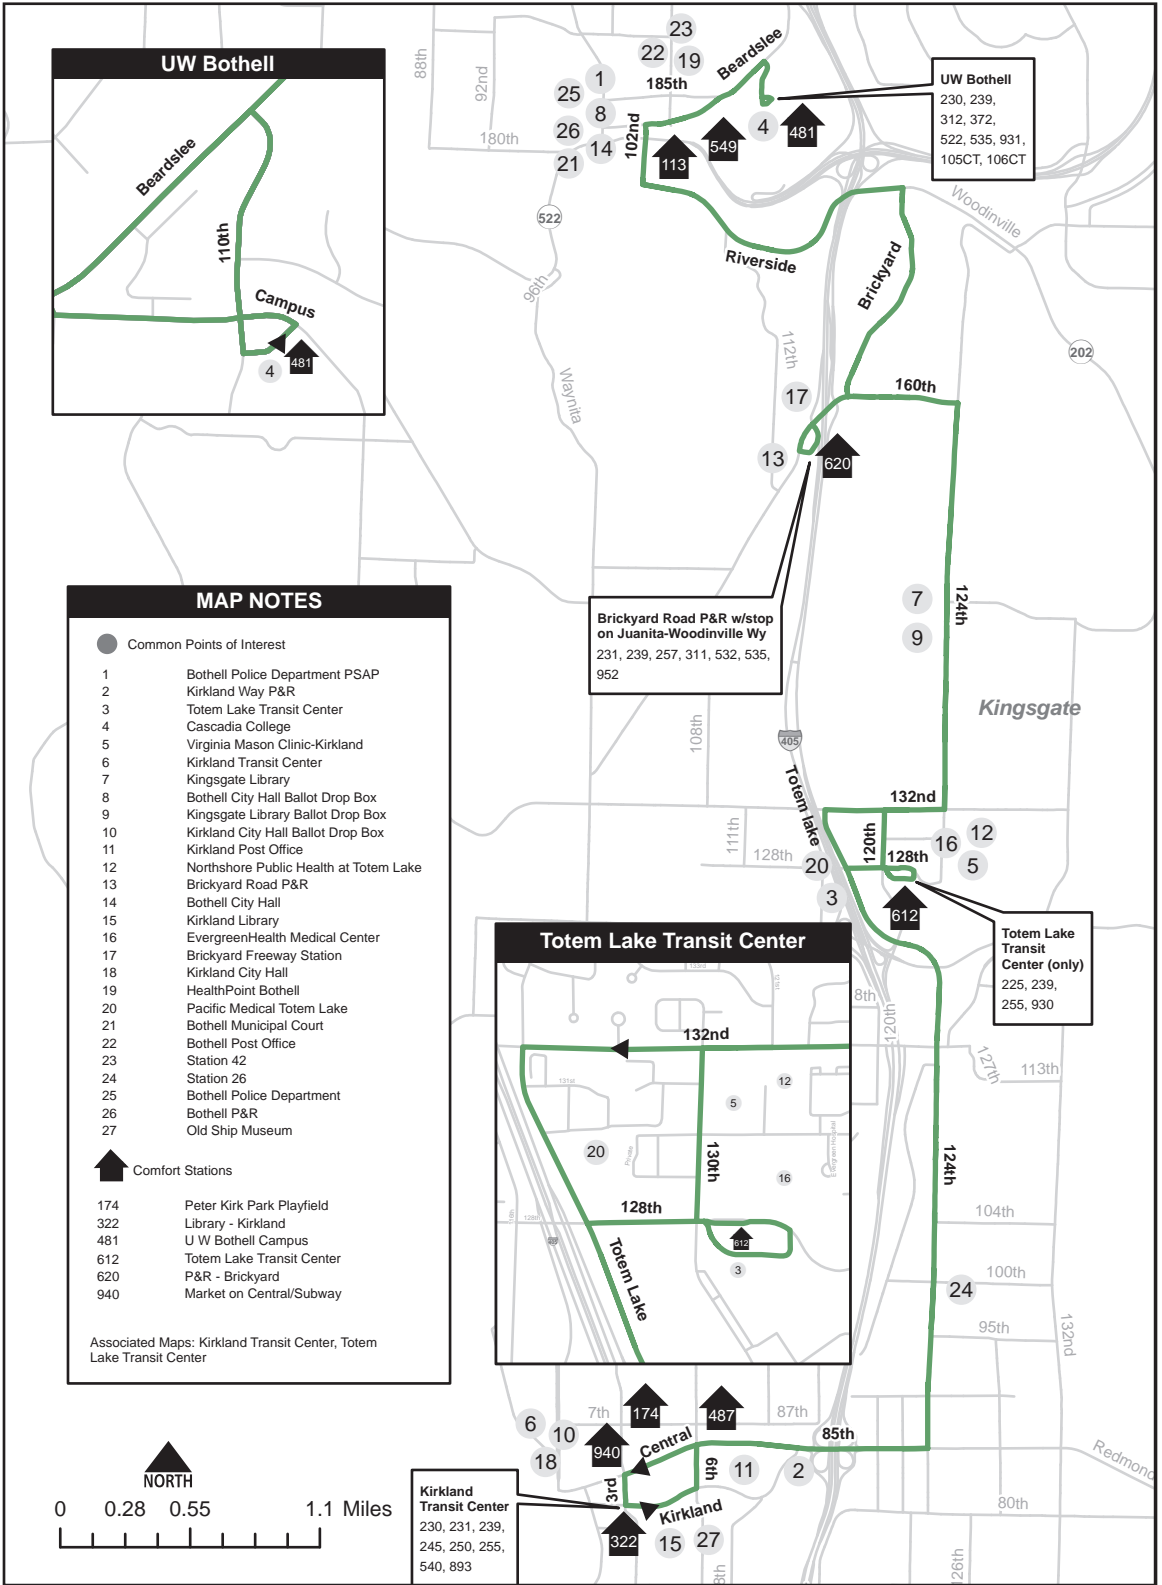 UW Bothell
Beardslee
110th
Campus
481
4
88th
92nd
180th
23
22
19
1
25
185th
8
26
14
21
102nd
Beardslee
4
481
549
113
UW Bothell
230, 239,
312, 372,
522, 535, 931,
105CT, 106CT
522
96th
Waynita
Riverside
Woodinville
Brickyard
202
112th
17
160th
13
620
Brickyard Road P&R w/stop
on Juanita-Woodinville Wy
231, 239, 257, 311, 532, 535,
952
7
124th
9
Kingsgate
108th
405
Totem lake
132nd
111th
128th
120th
128th
16
12
5
20
3
612
Totem Lake
Transit
Center (only)
225, 239,
255, 930
MAP NOTES
Common Points of Interest
1 Bothell Police Department PSAP
2 Kirkland Way P&R
3 Totem Lake Transit Center
4 Cascadia College
5 Virginia Mason Clinic-Kirkland
6 Kirkland Transit Center
7 Kingsgate Library
8 Bothell City Hall Ballot Drop Box
9 Kingsgate Library Ballot Drop Box
10 Kirkland City Hall Ballot Drop Box
11 Kirkland Post Office
12 Northshore Public Health at Totem Lake
13 Brickyard Road P&R
14 Bothell City Hall
15 Kirkland Library
16 EvergreenHealth Medical Center
17 Brickyard Freeway Station
18 Kirkland City Hall
19 HealthPoint Bothell
20 Pacific Medical Totem Lake
21 Bothell Municipal Court
22 Bothell Post Office
23 Station 42
24 Station 26
25 Bothell Police Department
26 Bothell P&R
27 Old Ship Museum
Comfort Stations
174 Peter Kirk Park Playfield
322 Library - Kirkland
481 U W Bothell Campus
612 Totem Lake Transit Center
620 P&R - Brickyard
940 Market on Central/Subway
Associated Maps: Kirkland Transit Center, Totem
Lake Transit Center
Totem Lake Transit Center
133rd
132nd
131st
12
5
20
Private
130th
Evergreen Hospital
16
128th
128th
405
612
3
Totem Lake
8th
120th
127th
113th
124th
104th
100th
24
95th
132nd
6
7th
10
18
940
174
487
87th
85th
Central
3rd
6th
11
2
Kirkland
322
15
27
8th
Redmond
80th
126th
Kirkland
Transit Center
230, 231, 239,
245, 250, 255,
540, 893
NORTH
0 0.28 0.55 1.1 Miles